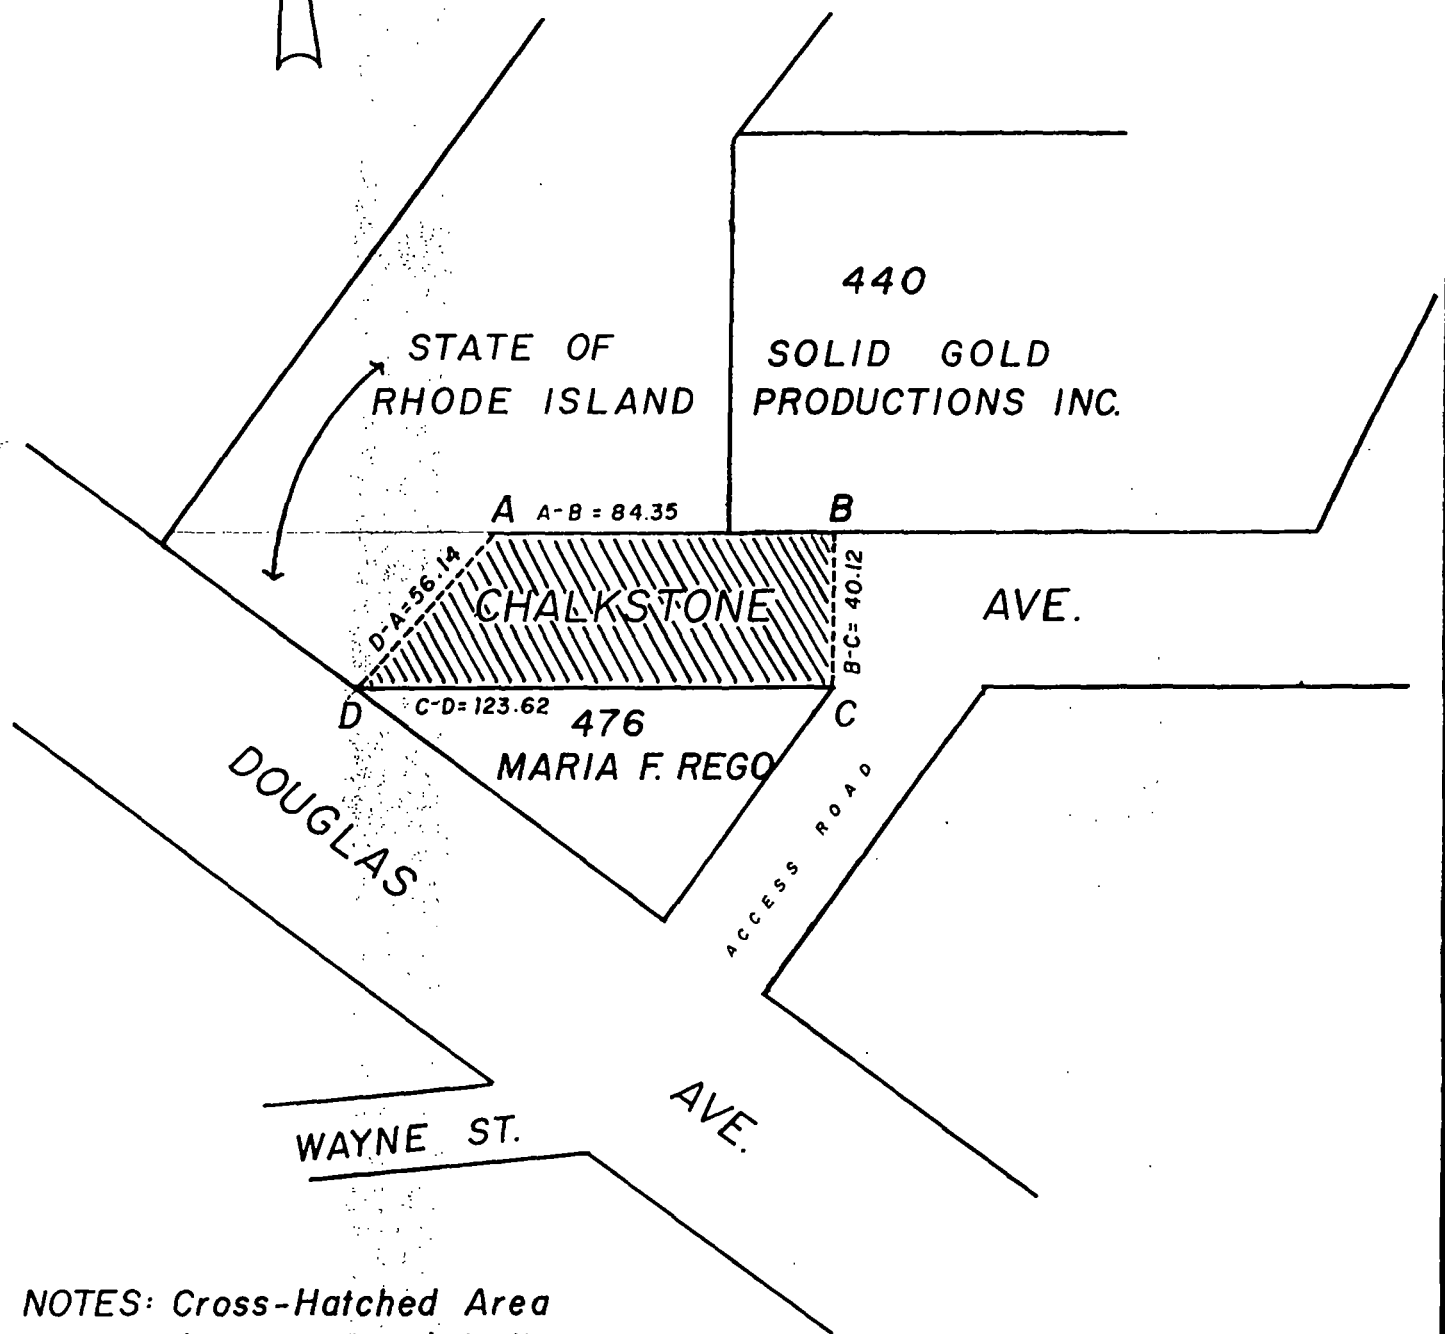 440
STATE OF
RHODE ISLAND
SOLID GOLD
PRODUCTIONS INC.
A
A-B = 84.35
B
D-A=56.14
CHALKSTONE
B-C= 40.12
AVE.
D
C-D= 123.62
C
476
MARIA F. REGO
DOUGLAS
ACCESS ROAD
AVE.
WAYNE ST.
NOTES: Cross-Hatched Area